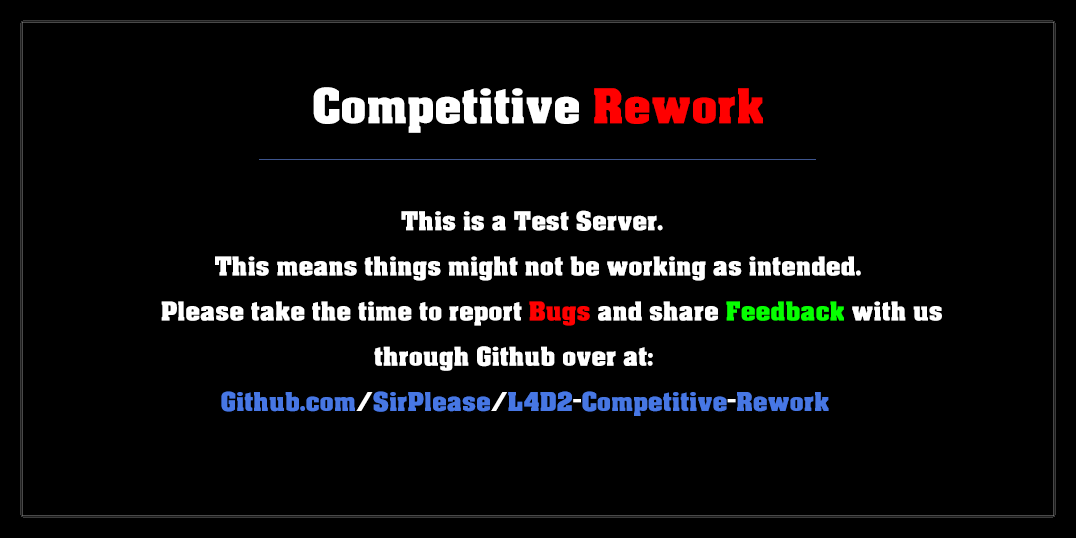 Competitive Rework
This is a Test Server.
This means things might not be working as intended.
Please take the time to report Bugs and share Feedback with us
through Github over at:
Github.com/SirPlease/L4D2-Competitive-Rework